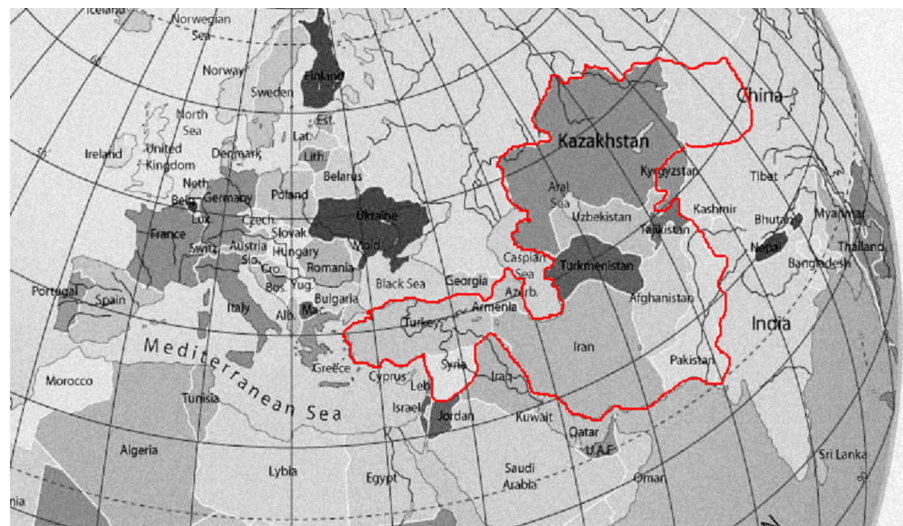 Iceland
Norwegian
Sea
Norway
Finland
Sweden
North
Sea
Est.
Lat.
Lith.
Ireland
United
Kingdom
Denmark
Belarus
Neth.
Belg.
Germany
Poland
Lux.
Ukraine
Czech.
Slovak
France
Switz.
Austria
Hungary
Mold.
Slo.
Cro.
Romania
Bos.
Yug.
Portugal
Spain
Italy
Bulgaria
Alb.
Mac.
Black Sea
Georgia
Azerb.
Armenia
Turkey
Greece
Cyprus
Syria
Leb.
Iraq
Israel
Jordan
Kuwait
Mediterranean Sea
Morocco
Tunisia
Algeria
Lybia
Egypt
Saudi
Arabia
Qatar
U.A.E
Oman
China
Kazakhstan
Kyrgyzstan
Aral
Sea
Uzbekistan
Tajikistan
Kashmir
Tibat
Caspian
Sea
Turkmenistan
Afghanistan
Iran
Pakistan
India
Nepal
Bhutan
Bangladesh
Myanmar
Thailand
Sri Lanka
60
80